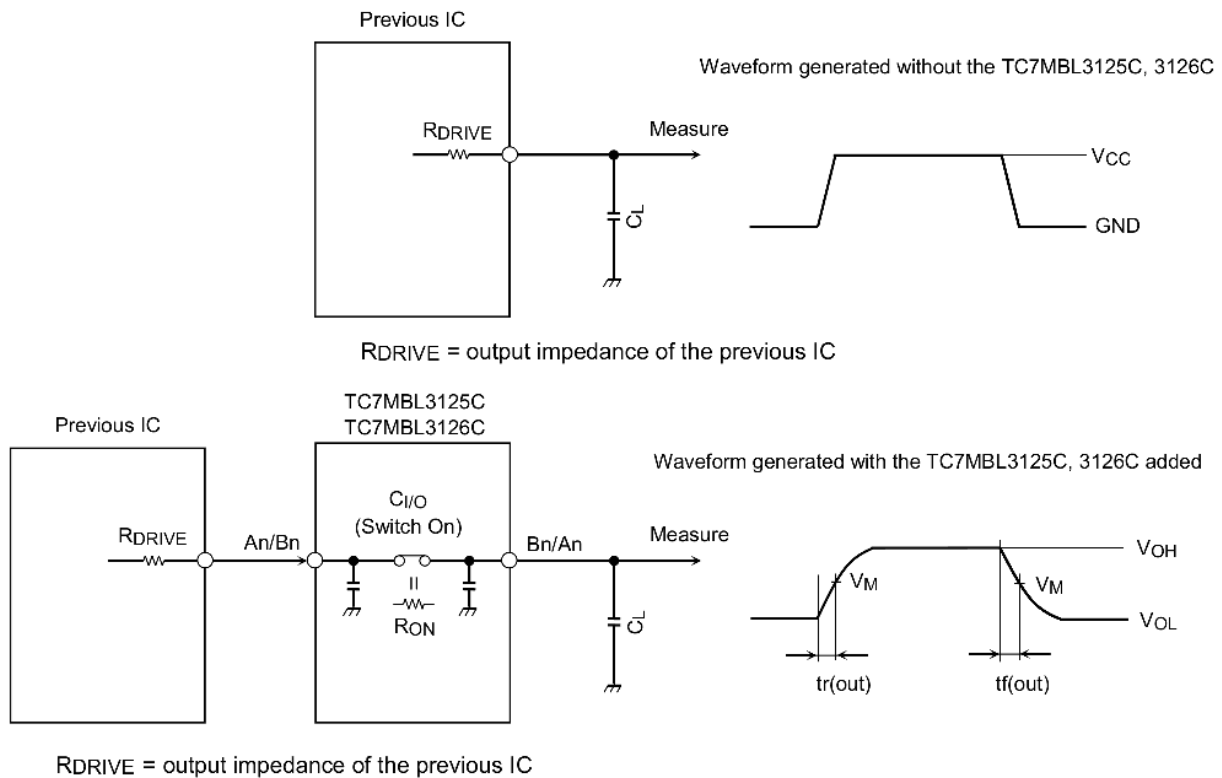 Previous IC
Waveform generated without the TC7MBL3125C, 3126C
RDRIVE
Measure
VCC
CL
GND
RDRIVE = output impedance of the previous IC
TC7MBL3125C
TC7MBL3126C
Previous IC
Waveform generated with the TC7MBL3125C, 3126C added
CI/O
(Switch On)
RDRIVE
An/Bn
Bn/An
Measure
VOH
VM
VM
RON
CL
VOL
tr(out)
tf(out)
RDRIVE = output impedance of the previous IC